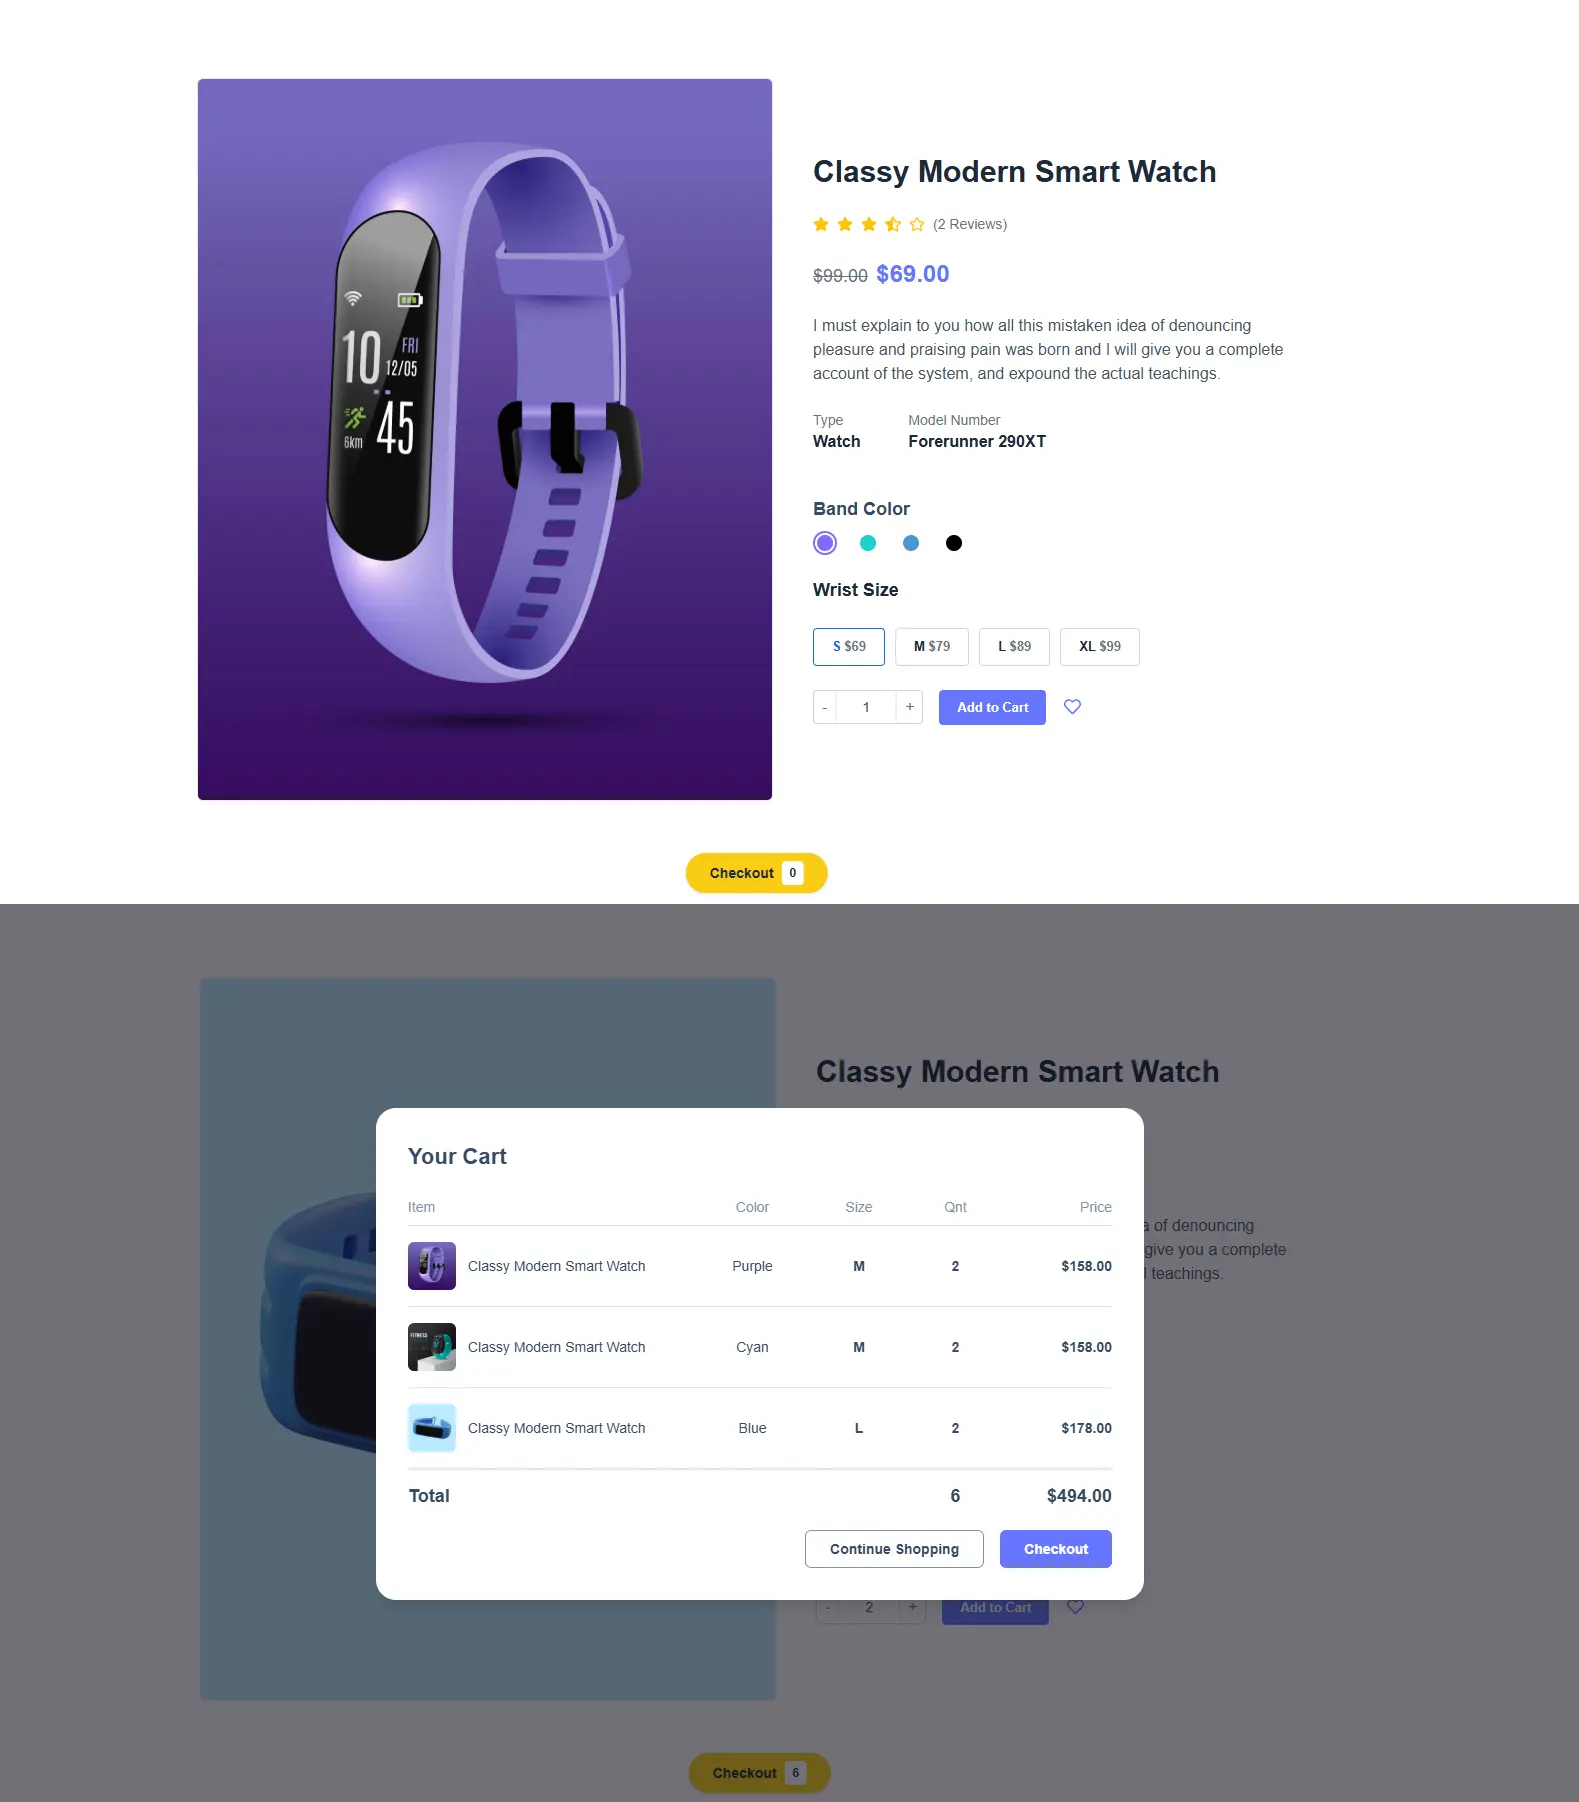 Classy Modern Smart Watch
(2 Reviews)
$99.00 $69.00
I must explain to you how all this mistaken idea of denouncing
pleasure and praising pain was born and I will give you a complete
account of the system, and expound the actual teachings.
Type Model Number
Watch Forerunner 290XT
Band Color
Wrist Size
S $69 M $79 L $89 XL $99
- 1 + Add to Cart
10 FRI
12/05
45
6km
Checkout 0
Classy Modern Smart Watch
a of denouncing
give you a complete
l teachings.
Your Cart
Item Color Size Qnt Price
Classy Modern Smart Watch Purple M 2 $158.00
FITNESS
Classy Modern Smart Watch Cyan M 2 $158.00
Classy Modern Smart Watch Blue L 2 $178.00
Total 6 $494.00
Continue Shopping Checkout
- 2 + Add to Cart
Checkout 6